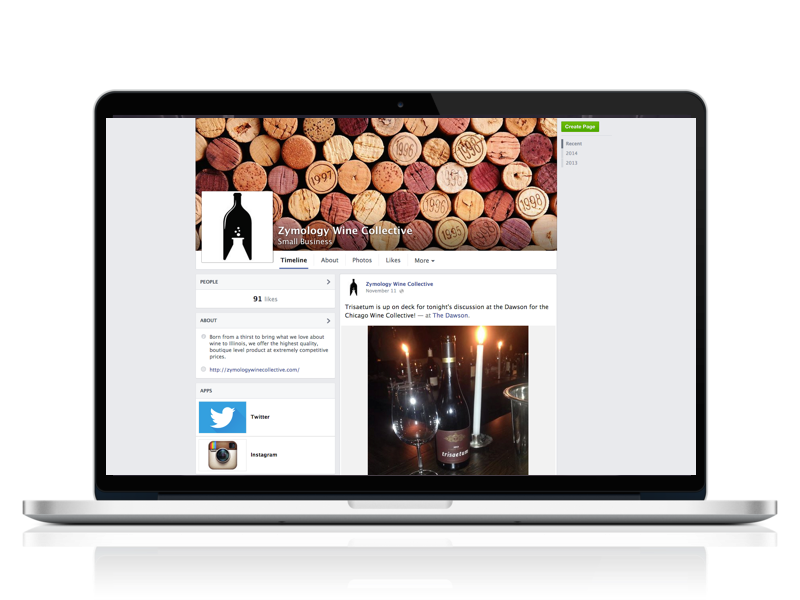 Create Page
Recent
2014
2013
1997
1996
1998
1996
1995
1998
Zymology Wine Collective
Small Business
Timeline
About
Photos
Likes
More
PEOPLE
91 likes
ABOUT
Born from a thirst to bring what we love about
wine to Illinois, we offer the highest quality,
boutique level product at extremely competitive
prices.
http://zymologywinecollective.com/
APPS
Twitter
Instagram
Zymology Wine Collective
November 11
Trisaetum is up on deck for tonight's discussion at the Dawson for the
Chicago Wine Collective! — at The Dawson.
trisaetum